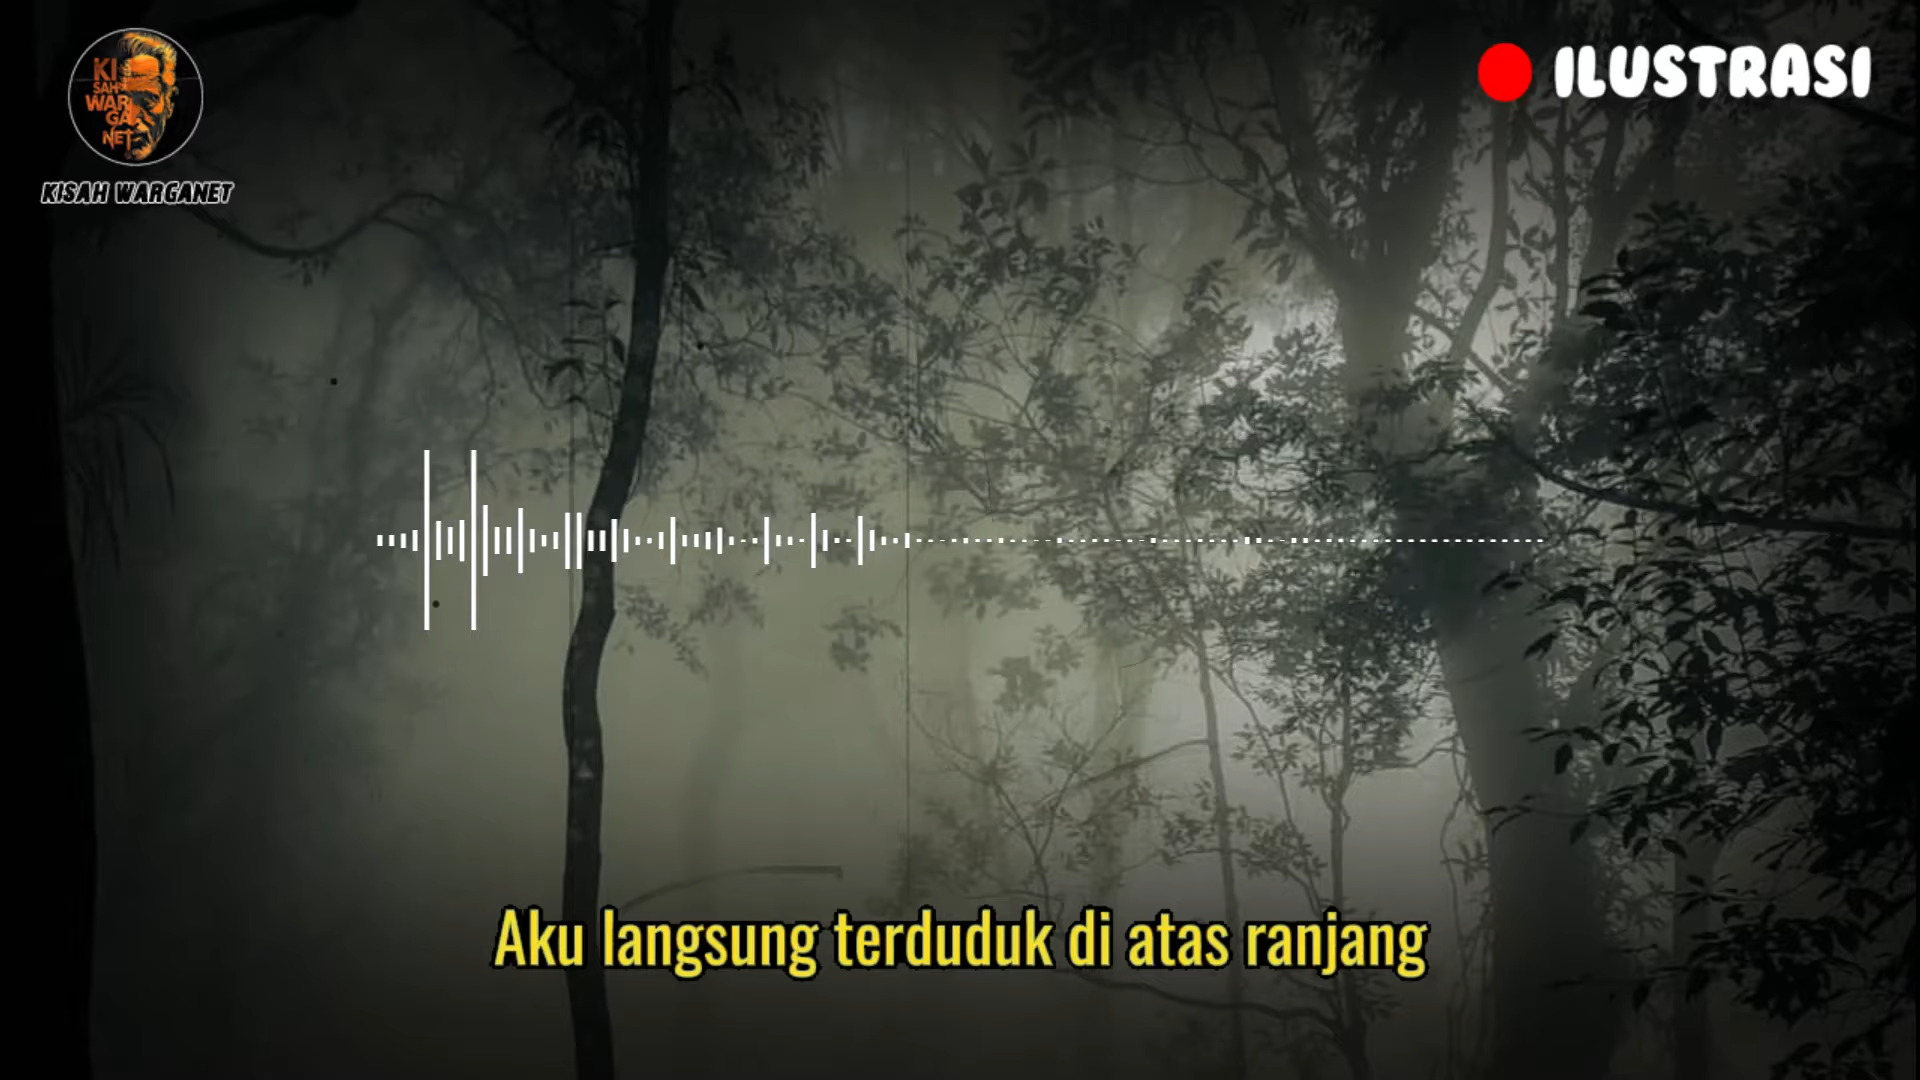 KI
SAH
WAR
GA
NET
KISAH WARGANET
ILUSTRASI
Aku langsung terduduk di atas ranjang